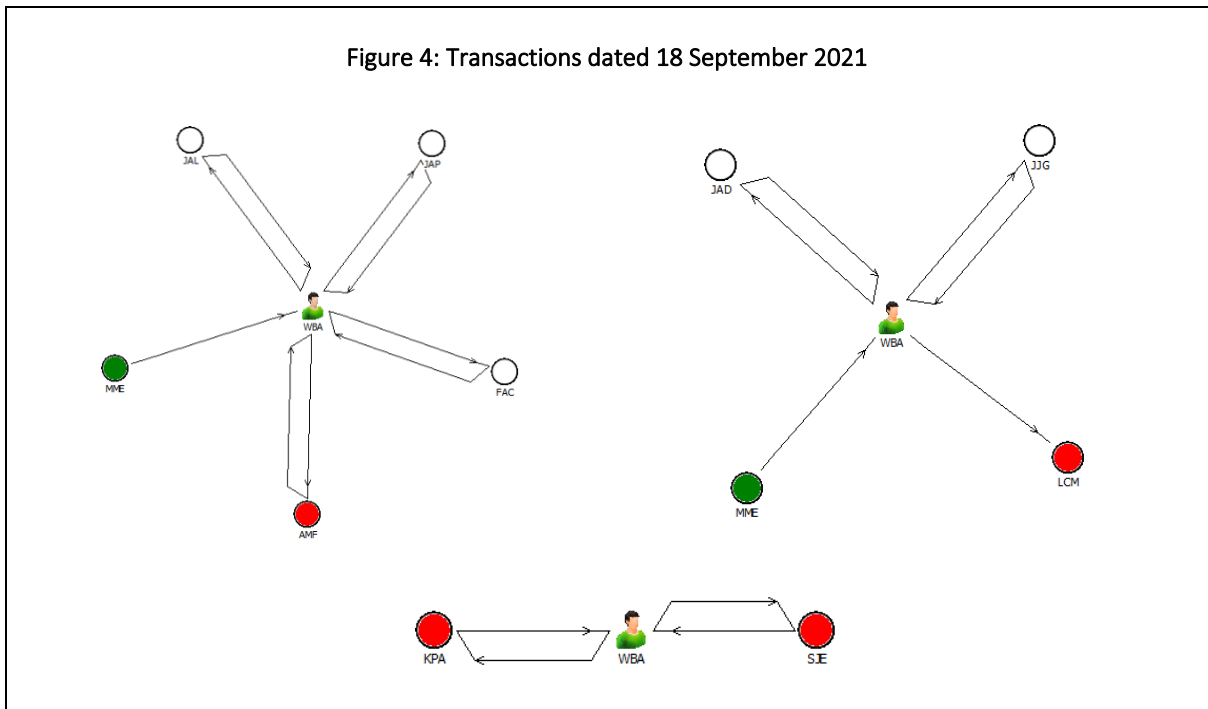 Figure 4: Transactions dated 18 September 2021
JAL
JAP
WBA
MME
FAC
AMF
JAD
JJG
WBA
MME
LCM
KPA
WBA
SJE